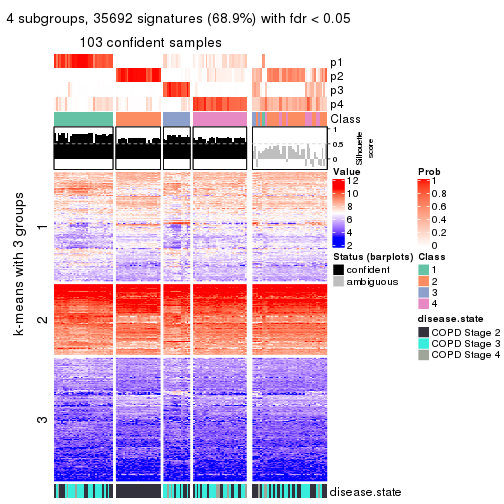 4 subgroups, 35692 signatures (68.9%) with fdr < 0.05
103 confident samples
p1
p2
p3
p4
Class
1
0.5
0
Silhouette
score
k-means with 3 groups
1
2
3
disease.state
Value
12
10
8
6
4
2
Prob
1
0.8
0.6
0.4
0.2
0
Status (barplots)
confident
ambiguous
Class
1
2
3
4
disease.state
COPD Stage 2
COPD Stage 3
COPD Stage 4